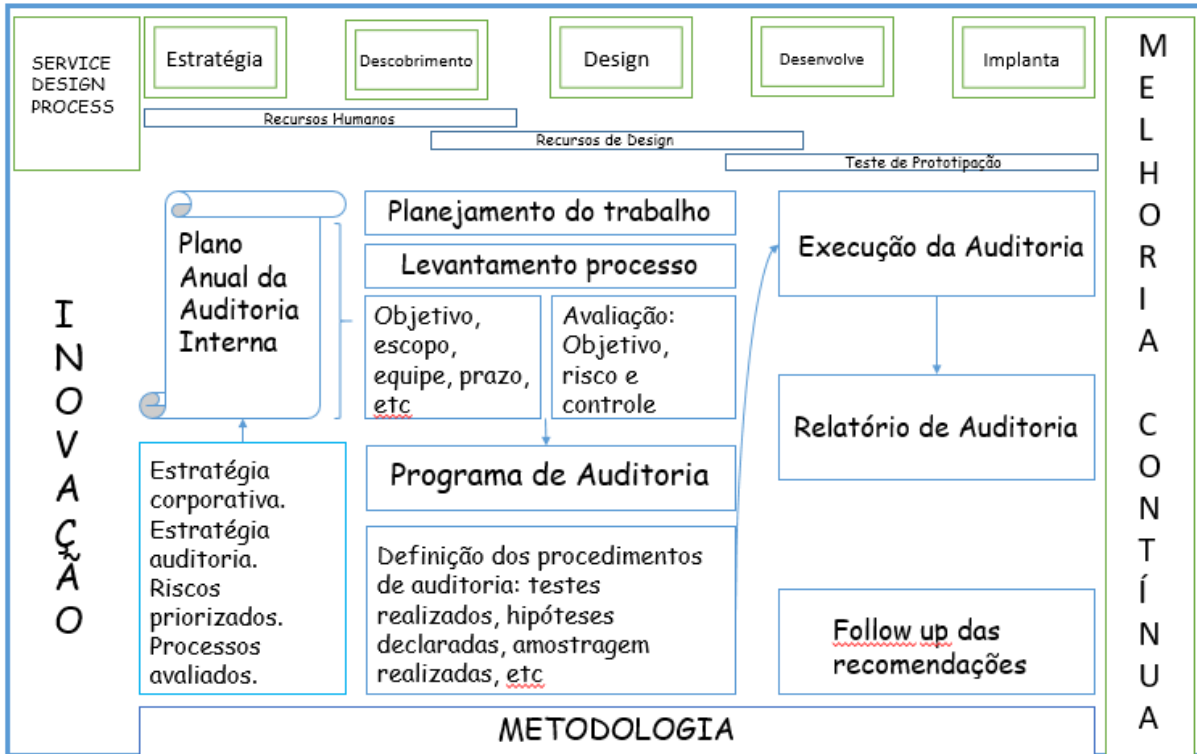 SERVICE
DESIGN
PROCESS
Estratégia
Descobrimento
Design
Desenvolve
Implanta
Recursos Humanos
Recursos de Design
Teste de Prototipação
INOVAÇÃO
Plano
Anual da
Auditoria
Interna
Estratégia
corporativa.
Estratégia
auditoria.
Riscos
priorizados.
Processos
avaliados.
Planejamento do trabalho
Levantamento processo
Objetivo,
escopo,
equipe, prazo,
etc
Avaliação:
Objetivo,
risco e
controle
Programa de Auditoria
Definição dos procedimentos
de auditoria: testes
realizados, hipóteses
declaradas, amostragem
realizadas, etc
Execução da Auditoria
Relatório de Auditoria
Follow up das
recomendações
METODOLOGIA
MELHORIA CONTÍNUA